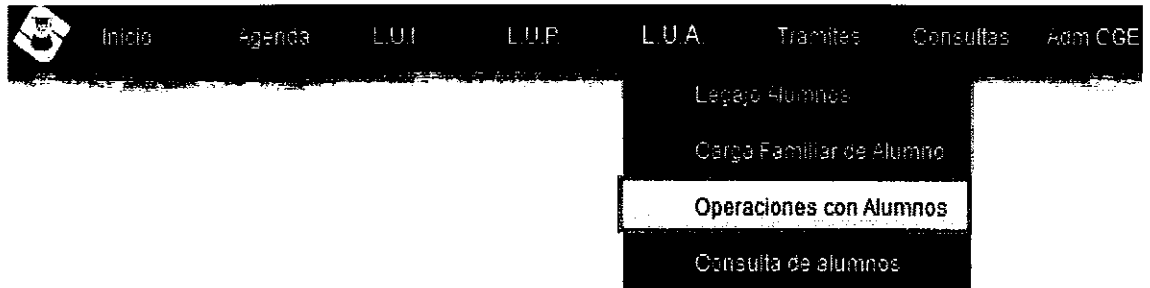 Inicio Agenda L.U.I L.U.P. L.U.A. Tramites Consultas Adm CGE
Legajo Alumnos
Carga Familiar de Alumno
Operaciones con Alumnos
Consulta de alumnos